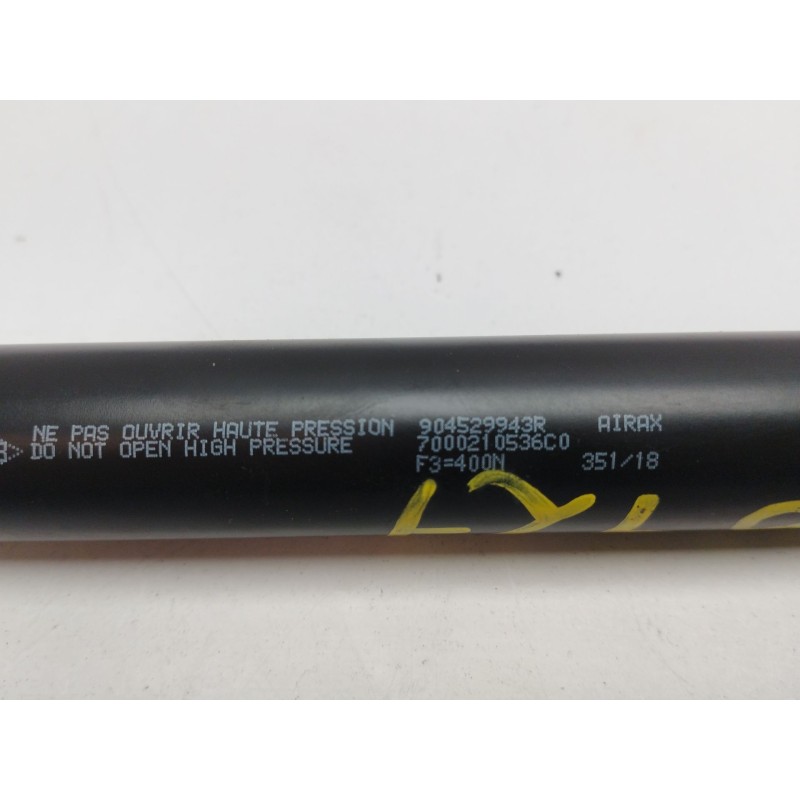 NE PAS OUVRIR HAUTE PRESSION 904529943R AIRAX
DO NOT OPEN HIGH PRESSURE 7000210536C0
F3=400N 351/18